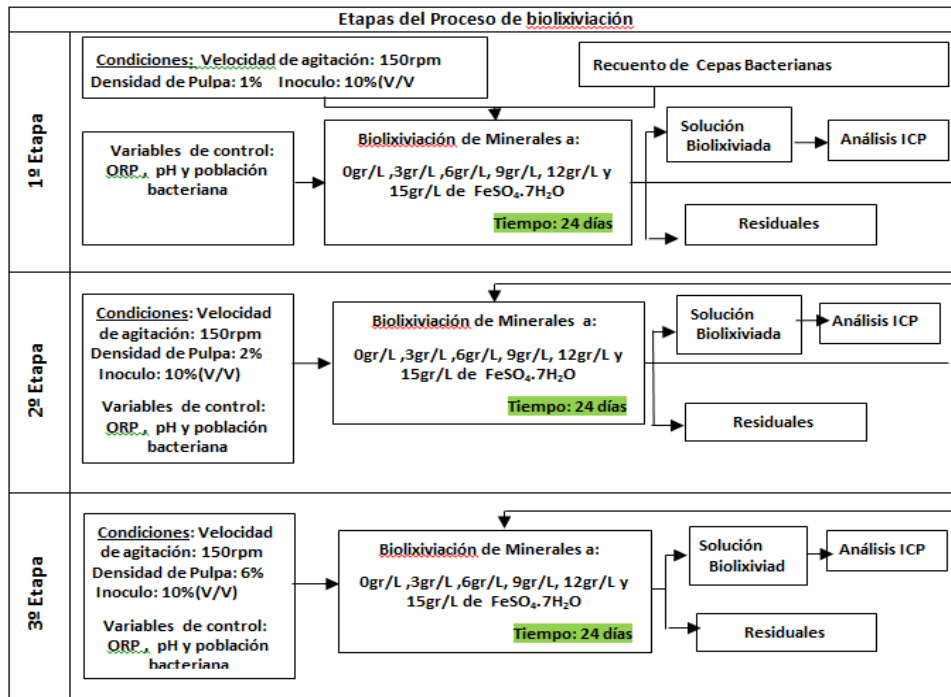 Etapas del Proceso de biolixiviación
1º Etapa
Condiciones: Velocidad de agitación: 150rpm
Densidad de Pulpa: 1% Inoculo: 10%(V/V
Recuento de Cepas Bacterianas
Variables de control:
ORP , pH y población
bacteriana
Biolixiviación de Minerales a:
0gr/L ,3gr/L ,6gr/L, 9gr/L, 12gr/L y
15gr/L de FeSO₄.7H₂O
Tiempo: 24 días
Solución
Biolixiviada
Análisis ICP
Residuales
2º Etapa
Condiciones: Velocidad
de agitación: 150rpm
Densidad de Pulpa: 2%
Inoculo: 10%(V/V)
Variables de control:
ORP , pH y población
bacteriana
Biolixiviación de Minerales a:
0gr/L ,3gr/L ,6gr/L, 9gr/L, 12gr/L y
15gr/L de FeSO₄.7H₂O
Tiempo: 24 días
Solución
Biolixiviada
Análisis ICP
Residuales
3º Etapa
Condiciones: Velocidad
de agitación: 150rpm
Densidad de Pulpa: 6%
Inoculo: 10%(V/V)
Variables de control:
ORP , pH y población
bacteriana
Biolixiviación de Minerales a:
0gr/L ,3gr/L ,6gr/L, 9gr/L, 12gr/L y
15gr/L de FeSO₄.7H₂O
Tiempo: 24 días
Solución
Biolixiviad
Análisis ICP
Residuales